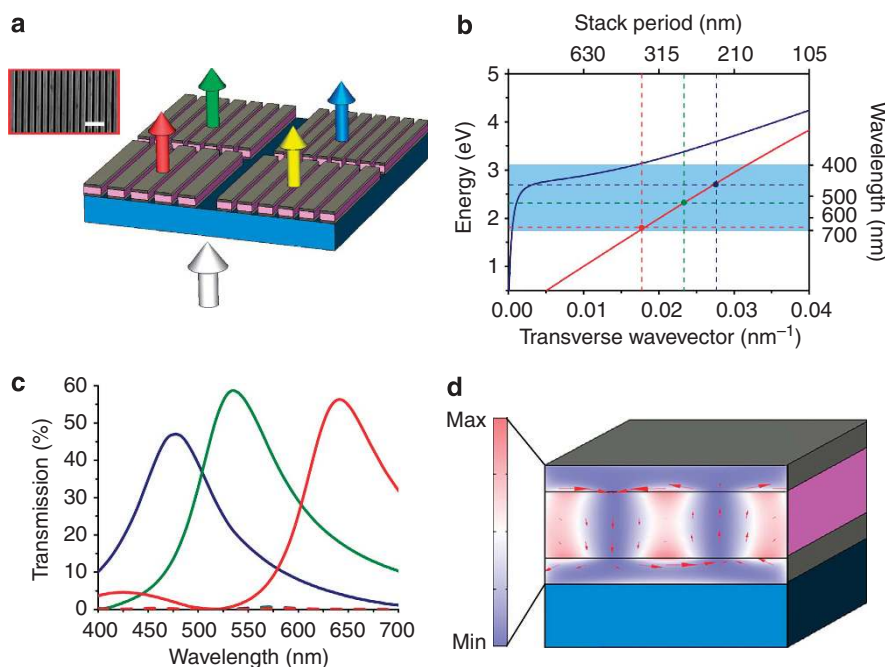 a
b
Stack period (nm)
630 315 210 105
5
4
3
2
1
Energy (eV)
400
500
600
700
Wavelength (nm)
0.00 0.01 0.02 0.03 0.04
Transverse wavevector (nm⁻¹)
c
60
50
40
30
20
10
0
Transmission (%)
400 450 500 550 600 650 700
Wavelength (nm)
d
Max
Min